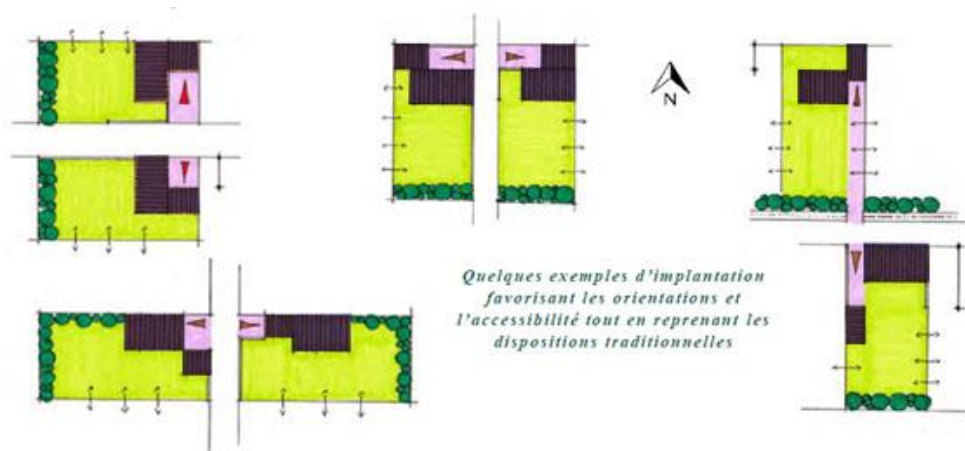 N
Quelques exemples d'implantation
favorisant les orientations et
l'accessibilité tout en reprenant les
dispositions traditionnelles